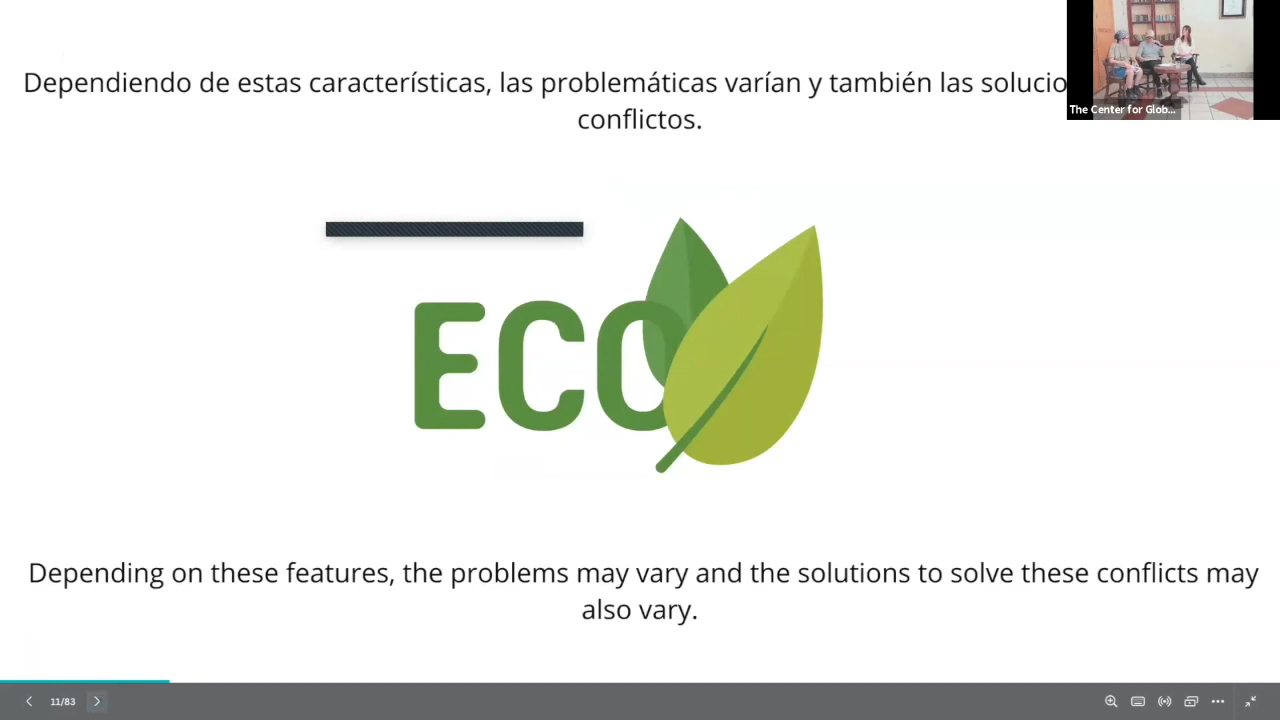 Dependiendo de estas características, las problemáticas varían y también las
conflictos.
The Center for Glob...
ECO
Depending on these features, the problems may vary and the solutions to solve these conflicts may
also vary.
11/83